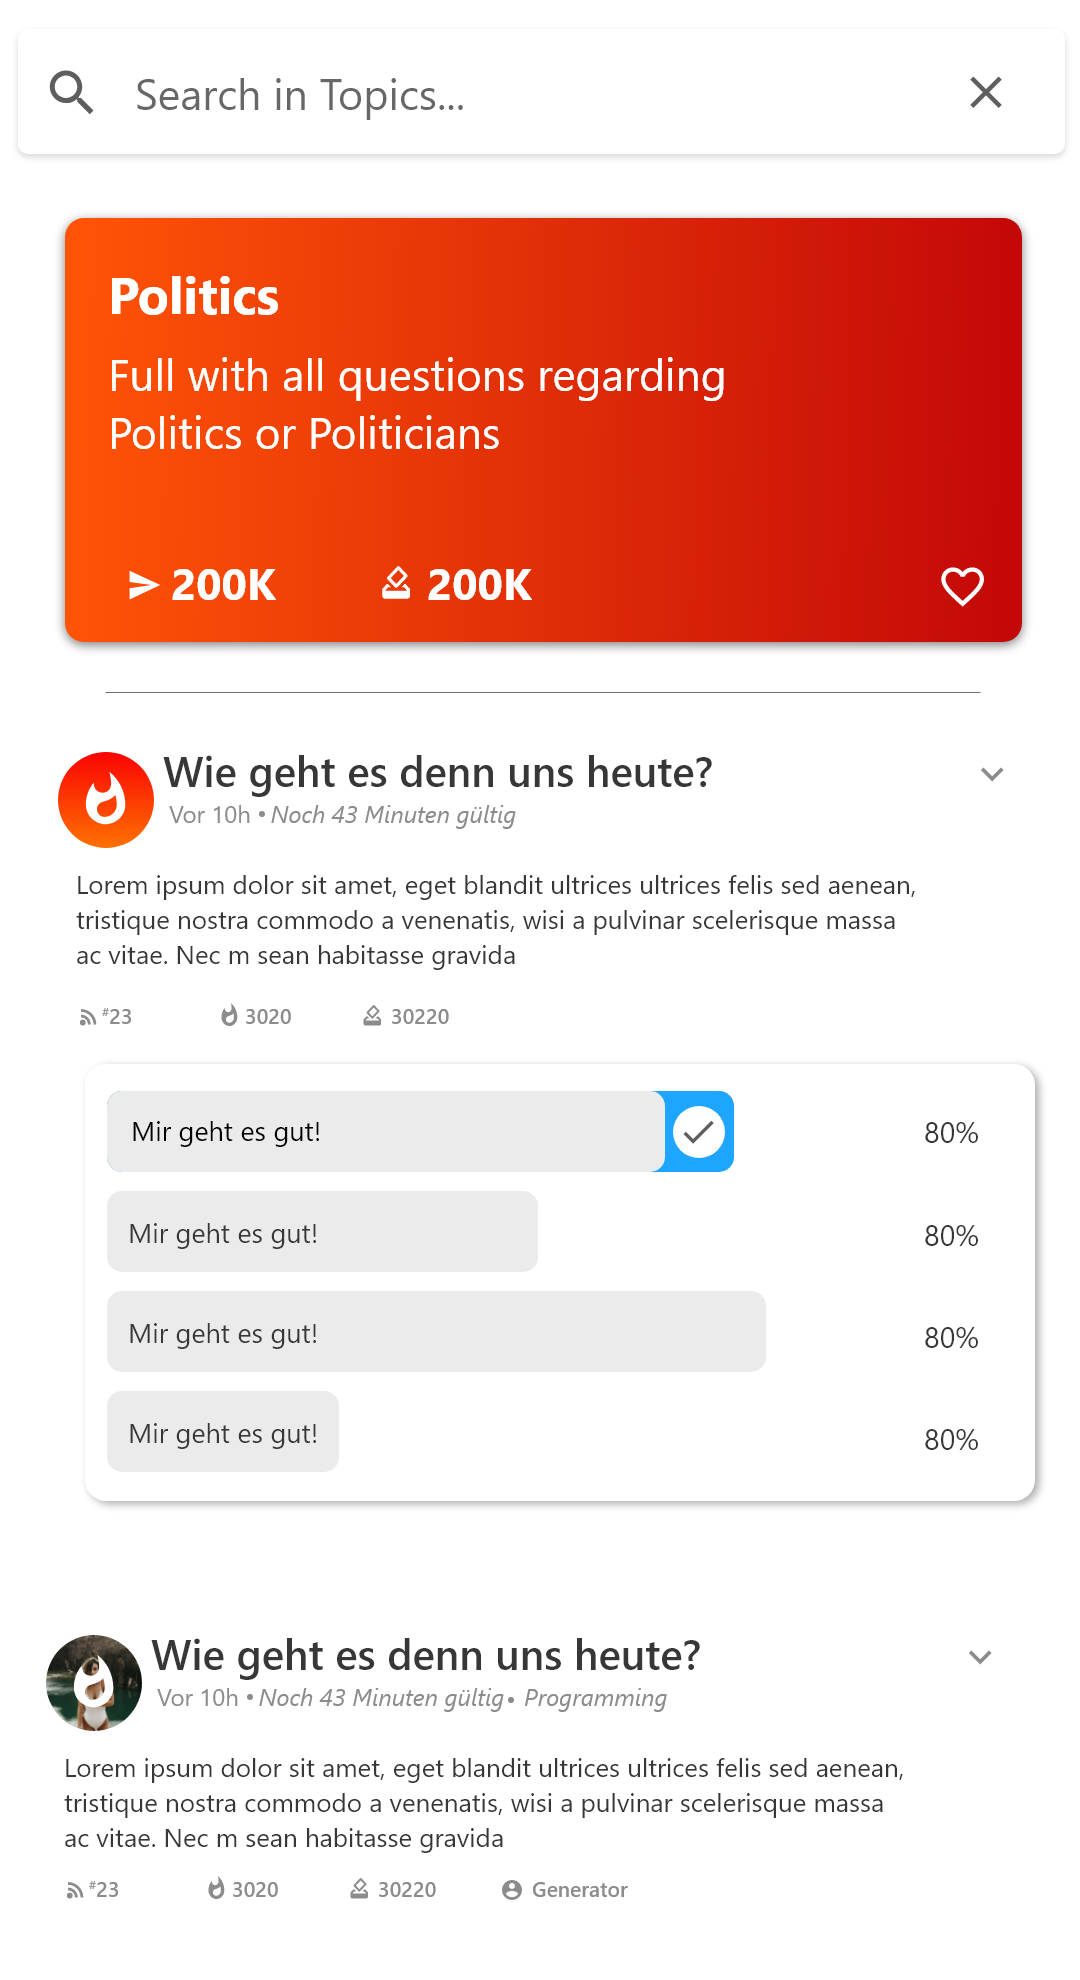 Search in Topics...
Politics
Full with all questions regarding
Politics or Politicians
200K 200K
Wie geht es denn uns heute?
Vor 10h • Noch 43 Minuten gültig
Lorem ipsum dolor sit amet, eget blandit ultrices ultrices felis sed aenean,
tristique nostra commodo a venenatis, wisi a pulvinar scelerisque massa
ac vitae. Nec m sean habitasse gravida
#23 3020 30220
Mir geht es gut! 80%
Mir geht es gut! 80%
Mir geht es gut! 80%
Mir geht es gut! 80%
Wie geht es denn uns heute?
Vor 10h • Noch 43 Minuten gültig • Programming
Lorem ipsum dolor sit amet, eget blandit ultrices ultrices felis sed aenean,
tristique nostra commodo a venenatis, wisi a pulvinar scelerisque massa
ac vitae. Nec m sean habitasse gravida
#23 3020 30220 Generator